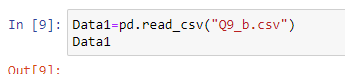 In [9]: Data1=pd.read_csv("Q9_b.csv")
Data1
Out[9]: